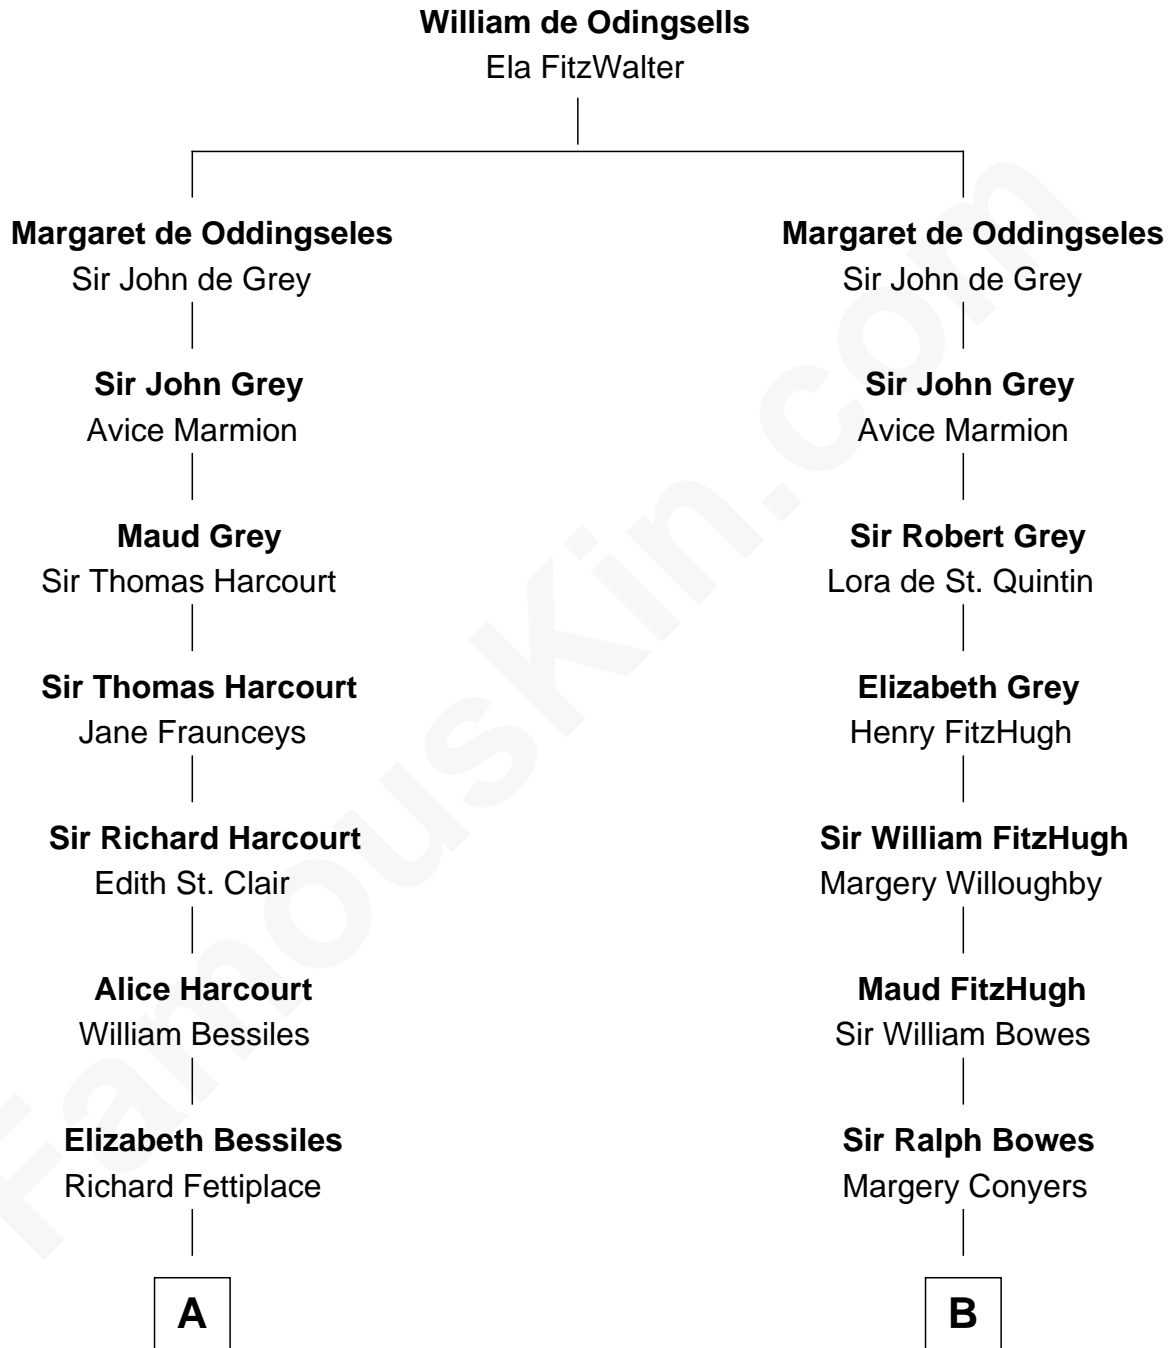 William de Odingsells
Ela FitzWalter
Margaret de Oddingseles
Sir John de Grey
Sir John Grey
Avice Marmion
Maud Grey
Sir Thomas Harcourt
Sir Thomas Harcourt
Jane Fraunceys
Sir Richard Harcourt
Edith St. Clair
Alice Harcourt
William Bessiles
Elizabeth Bessiles
Richard Fettiplace
A
Margaret de Oddingseles
Sir John de Grey
Sir John Grey
Avice Marmion
Sir Robert Grey
Lora de St. Quintin
Elizabeth Grey
Henry FitzHugh
Sir William FitzHugh
Margery Willoughby
Maud FitzHugh
Sir William Bowes
Sir Ralph Bowes
Margery Conyers
B
FamousKin.com